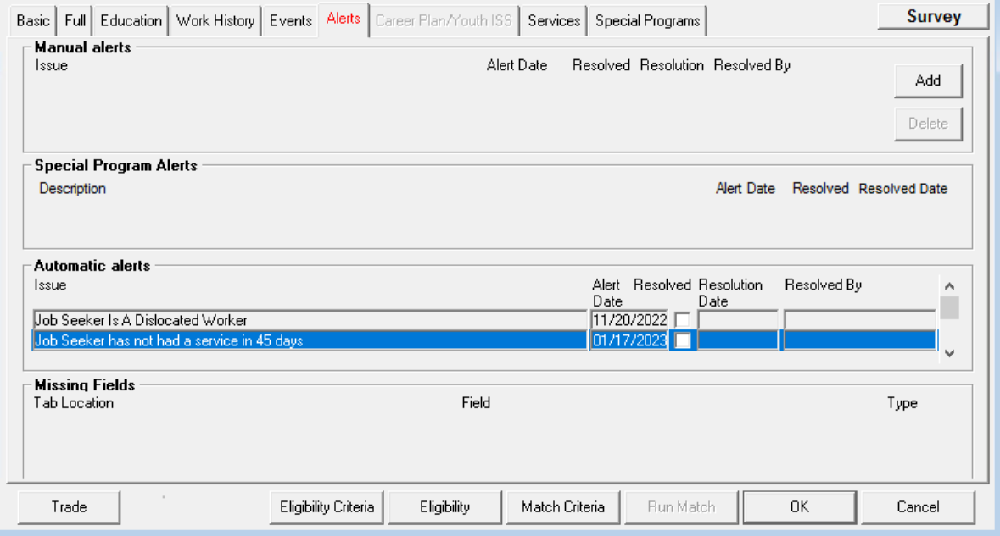 Basic Full Education Work History Events Alerts Career Plan/Youth ISS Services Special Programs Survey
Manual alerts
Issue Alert Date Resolved Resolution Resolved By
Add
Delete
Special Program Alerts
Description Alert Date Resolved Resolved Date
Automatic alerts
Issue Alert Date Resolved Resolution Date Resolved By
Job Seeker Is A Dislocated Worker 11/20/2022
Job Seeker has not had a service in 45 days 01/17/2023
Missing Fields
Tab Location Field Type
Trade Eligibility Criteria Eligibility Match Criteria Run Match OK Cancel